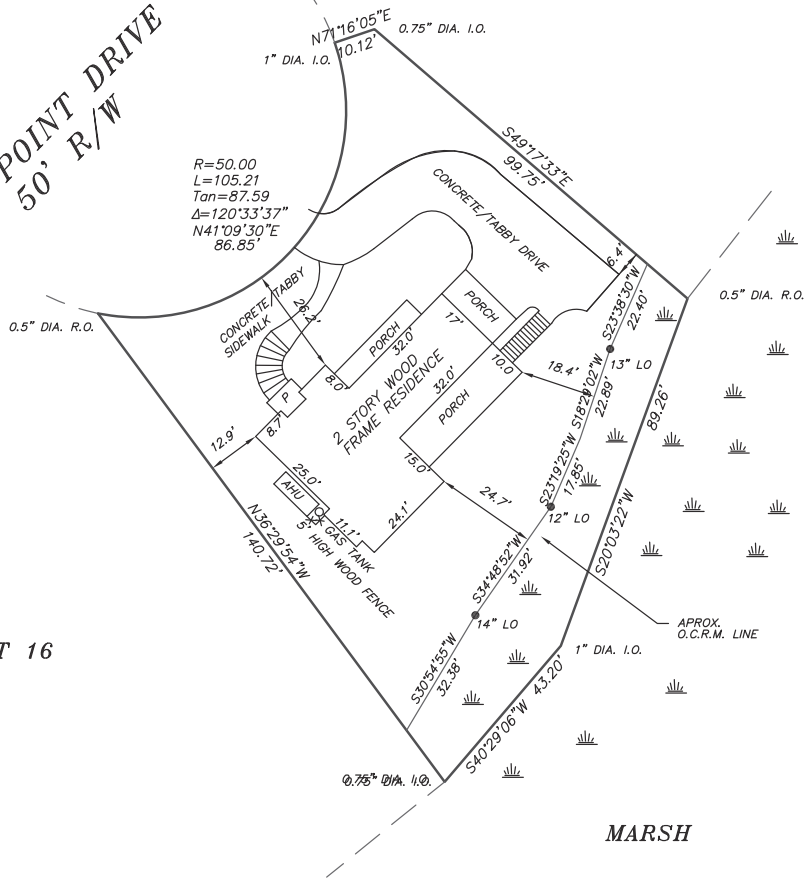 POINT DRIVE
50' R/W
N71°16'05"E
10.12'
0.75" DIA. I.O.
1" DIA. I.O.
R=50.00
L=105.21
Tan=87.59
Δ=120°33'37"
N41°09'30"E
86.85'
S49°17'33"E
99.75'
CONCRETE/TABBY DRIVE
6.4'
S23°38'30"W
22.40'
0.5" DIA. R.O.
0.5" DIA. R.O.
CONCRETE/TABBY
SIDEWALK
26.2'
PORCH
32.0'
8.0'
PORCH
17'
10.0
18.4'
13" LO
S18°29'02"W
22.89'
89.26'
S20°03'22"W
2 STORY WOOD
FRAME RESIDENCE
32.0'
PORCH
15.0'
P
8.7'
12.9'
25.0'
AHU
GAS TANK
5' HIGH WOOD FENCE
11.1'
24.1'
24.7'
S23°19'25"W
17.85'
12" LO
N36°29'54"W
140.72'
S34°48'52"W
31.92'
14" LO
APROX.
O.C.R.M. LINE
S30°54'55"W
32.38'
1" DIA. I.O.
S40°29'06"W
43.20'
T 16
0.75" DIA. I.O.
0.75" DIA. I.O.
MARSH